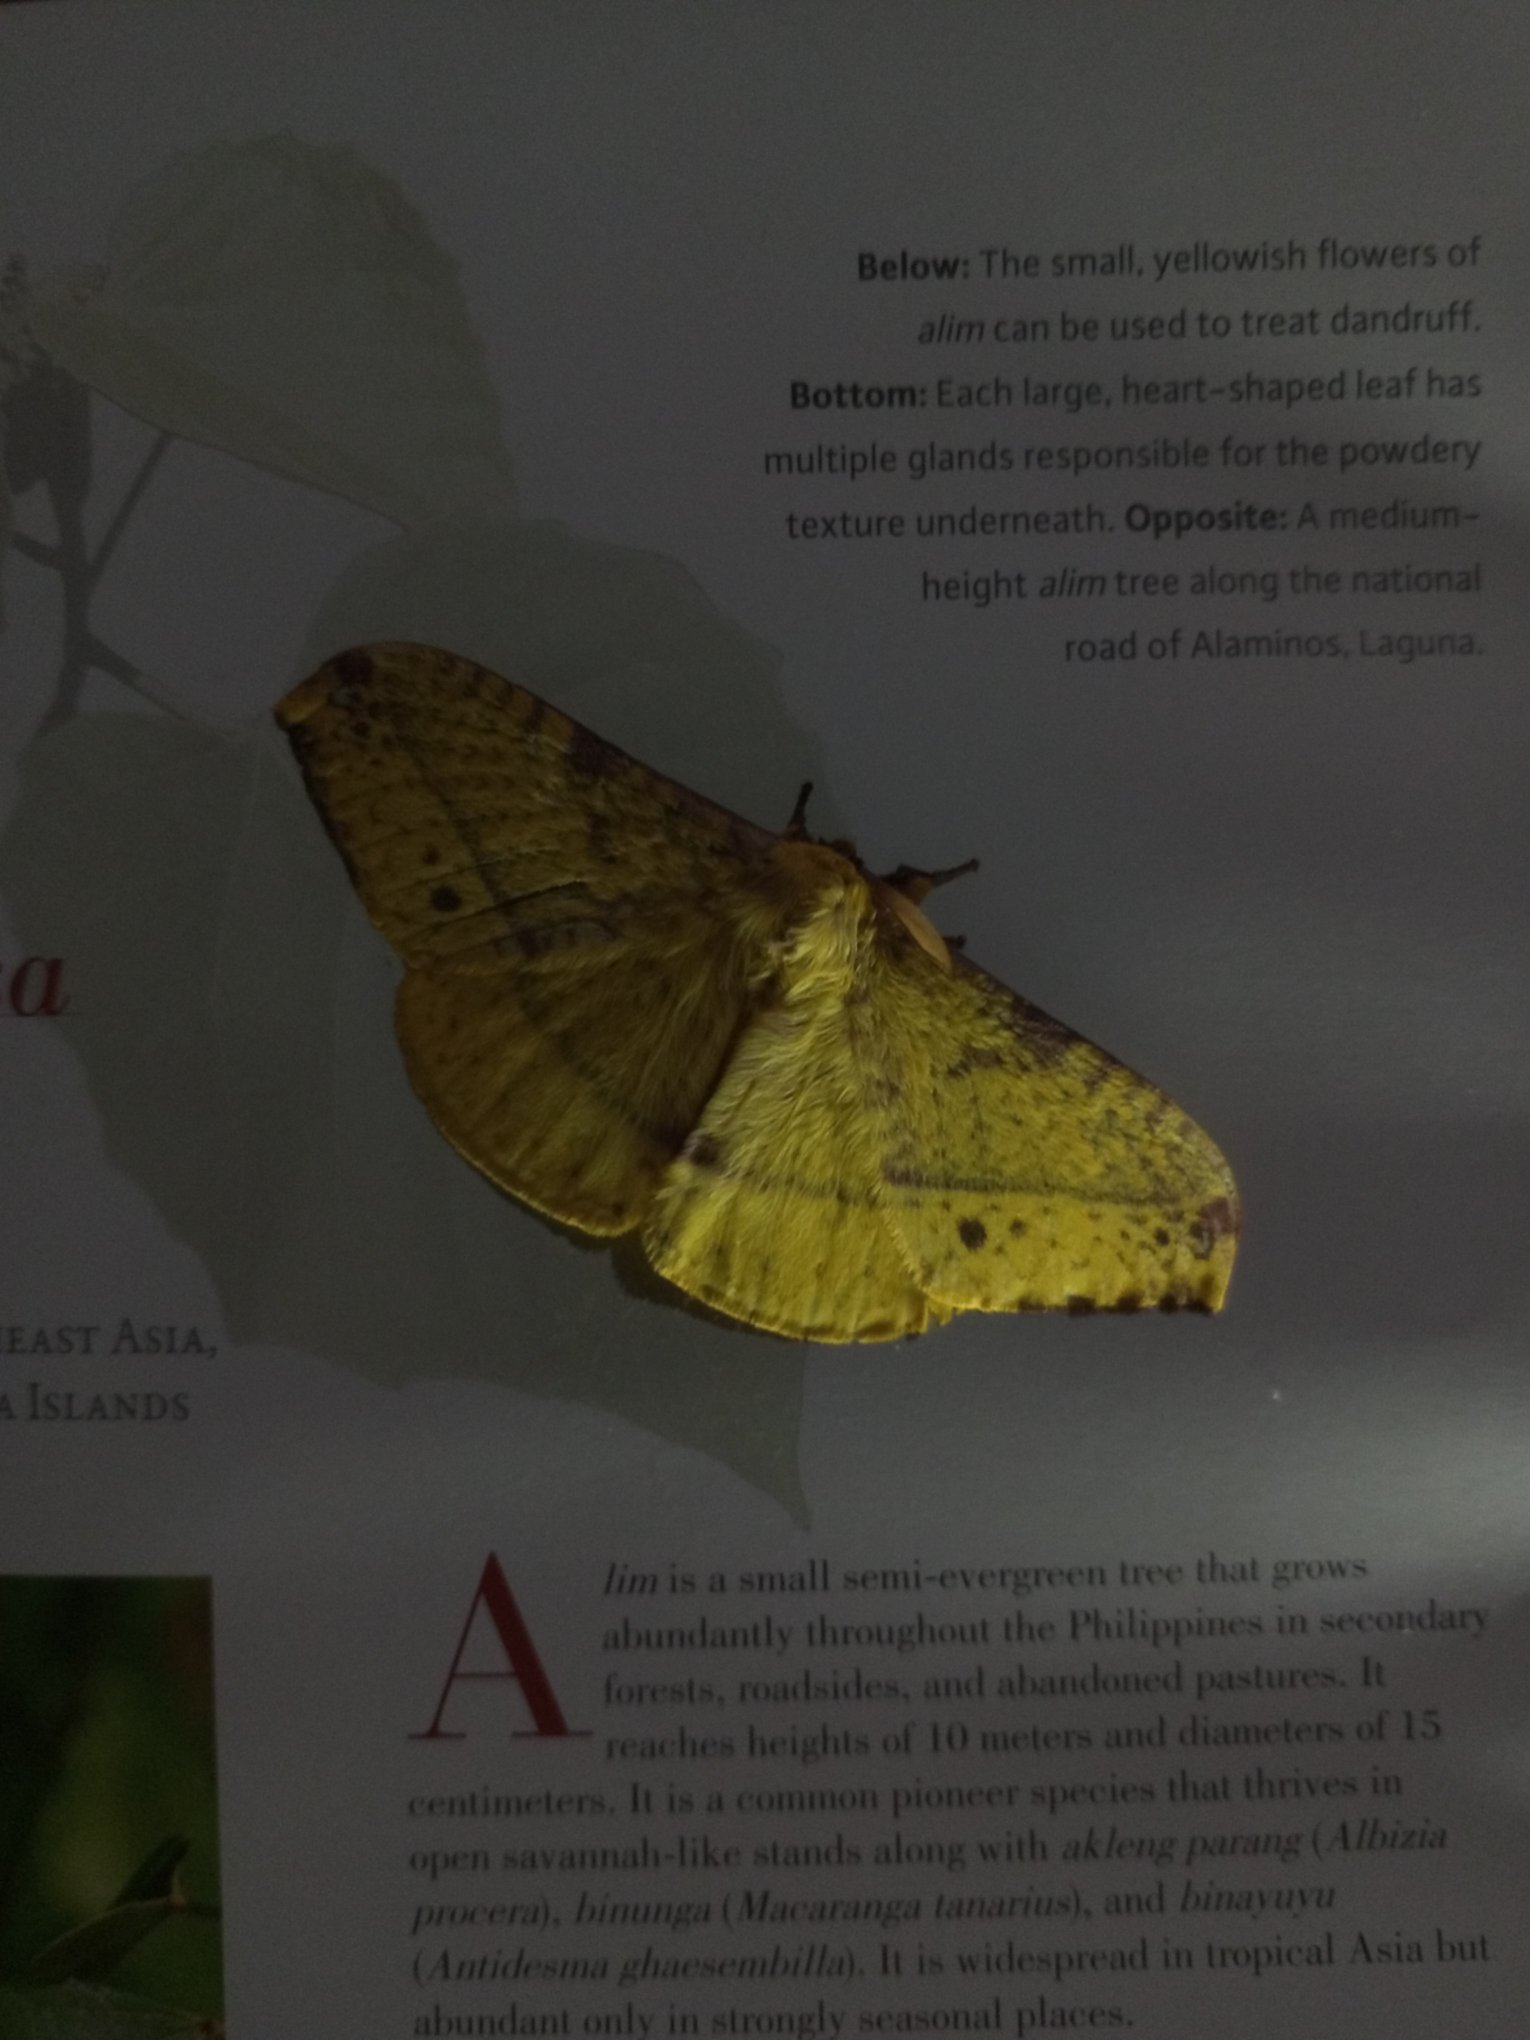 Below: The small, yellowish flowers of
alim can be used to treat dandruff.
Bottom: Each large, heart-shaped leaf has
multiple glands responsible for the powdery
texture underneath. Opposite: A medium-
height alim tree along the national
road of Alaminos, Laguna.
a
EAST ASIA,
A ISLANDS
Alim is a small semi-evergreen tree that grows
abundantly throughout the Philippines in secondary
forests, roadsides, and abandoned pastures. It
reaches heights of 10 meters and diameters of 15
centimeters. It is a common pioneer species that thrives in
open savannah-like stands along with akleng parang (Albizia
procera), binunga (Macaranga tanarius), and binayuyu
(Antidesma ghaesembilla). It is widespread in tropical Asia but
abundant only in strongly seasonal places.